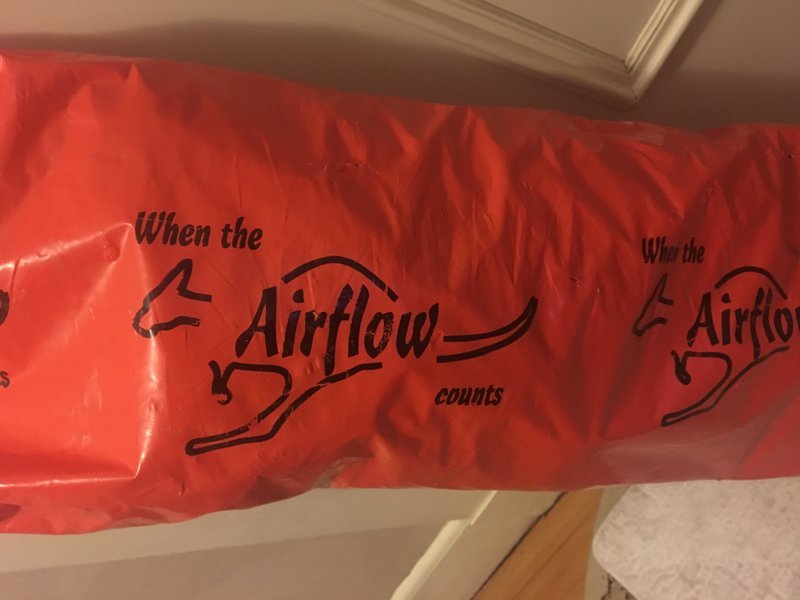 When the
Airflow
counts
When the
Airflow
s